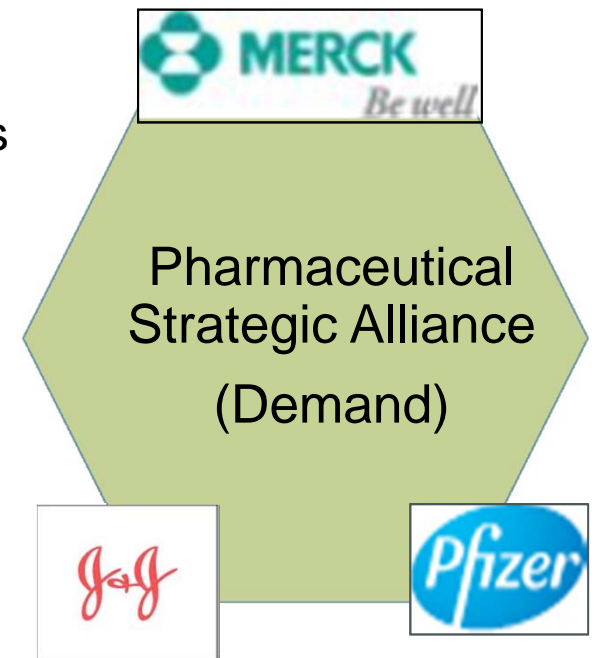 MERCK
Be well
s
Pharmaceutical
Strategic Alliance
(Demand)
J&J
Pfizer